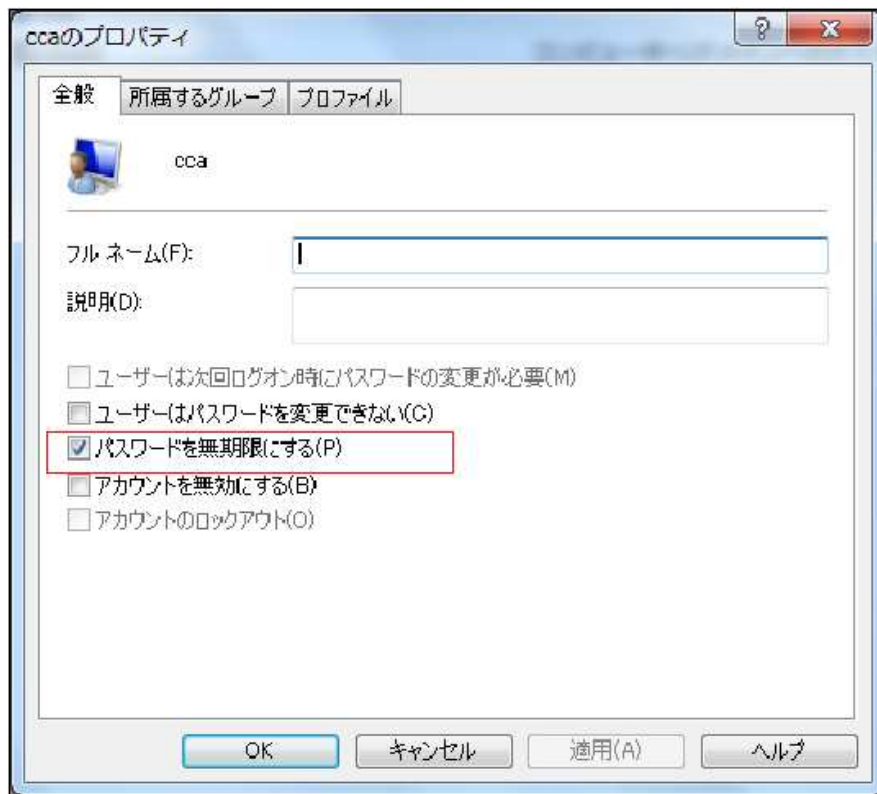 ccaのプロパティ
全般 所属するグループ プロファイル
cca
フル ネーム(F):
説明(D):
ユーザーは次回ログオン時にパスワードの変更が必要(M)
ユーザーはパスワードを変更できない(C)
パスワードを無期限にする(P)
アカウントを無効にする(B)
アカウントのロックアウト(O)
OK キャンセル 適用(A) ヘルプ